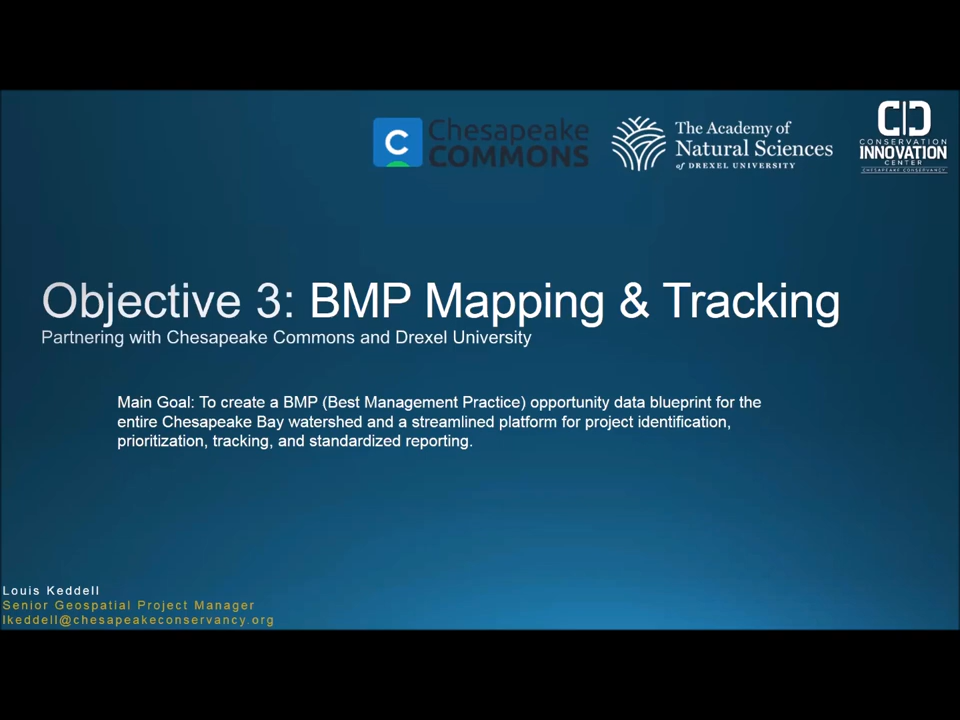 C
Chesapeake
COMMONS
The Academy of
Natural Sciences
of DREXEL UNIVERSITY
CONSERVATION
INNOVATION
CENTER
CHESAPEAKE CONSERVANCY
Objective 3: BMP Mapping & Tracking
Partnering with Chesapeake Commons and Drexel University
Main Goal: To create a BMP (Best Management Practice) opportunity data blueprint for the
entire Chesapeake Bay watershed and a streamlined platform for project identification,
prioritization, tracking, and standardized reporting.
Louis Keddell
Senior Geospatial Project Manager
lkeddell@chesapeakeconservancy.org